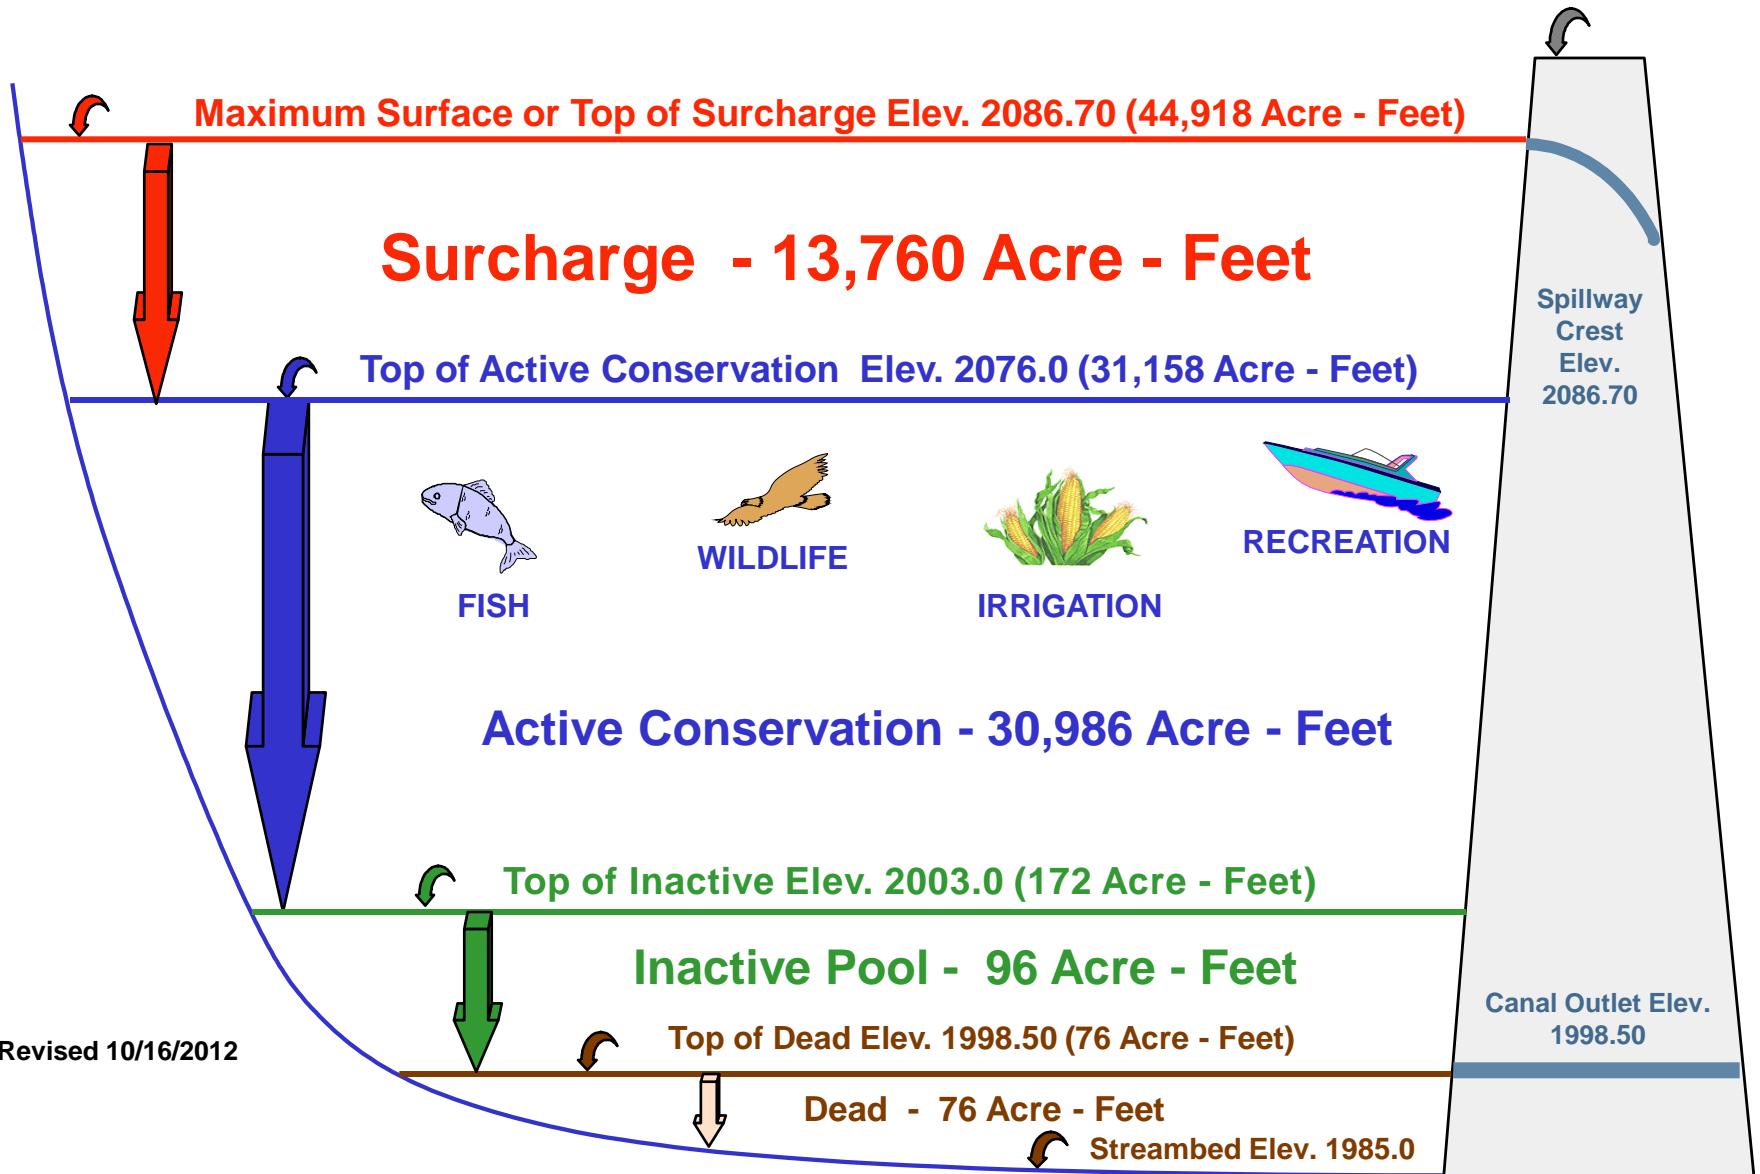 Maximum Surface or Top of Surcharge Elev. 2086.70 (44,918 Acre - Feet)
Surcharge - 13,760 Acre - Feet
Spillway
Crest
Elev.
2086.70
Top of Active Conservation Elev. 2076.0 (31,158 Acre - Feet)
FISH
WILDLIFE
IRRIGATION
RECREATION
Active Conservation - 30,986 Acre - Feet
Top of Inactive Elev. 2003.0 (172 Acre - Feet)
Inactive Pool - 96 Acre - Feet
Canal Outlet Elev.
1998.50
Revised 10/16/2012
Top of Dead Elev. 1998.50 (76 Acre - Feet)
Dead - 76 Acre - Feet
Streambed Elev. 1985.0